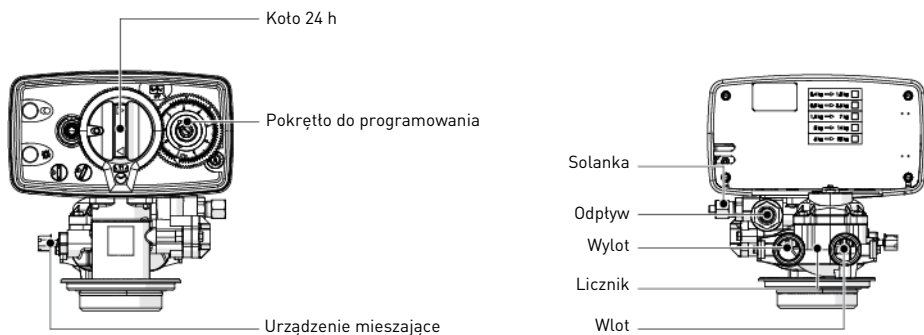 Koło 24 h
Pokrętło do programowania
Urządzenie mieszające
Solanka
Odpływ
Wylot
Licznik
Wlot